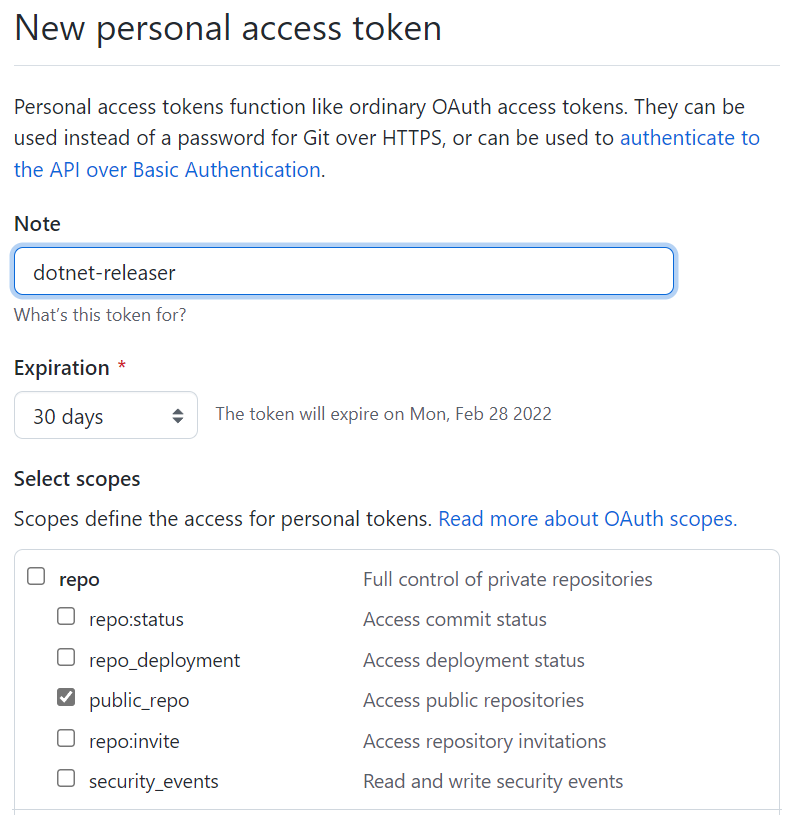 New personal access token
Personal access tokens function like ordinary OAuth access tokens. They can be
used instead of a password for Git over HTTPS, or can be used to authenticate to
the API over Basic Authentication.
Note
dotnet-releaser
What's this token for?
Expiration *
30 days The token will expire on Mon, Feb 28 2022
Select scopes
Scopes define the access for personal tokens. Read more about OAuth scopes.
repo Full control of private repositories
repo:status Access commit status
repo_deployment Access deployment status
public_repo Access public repositories
repo:invite Access repository invitations
security_events Read and write security events